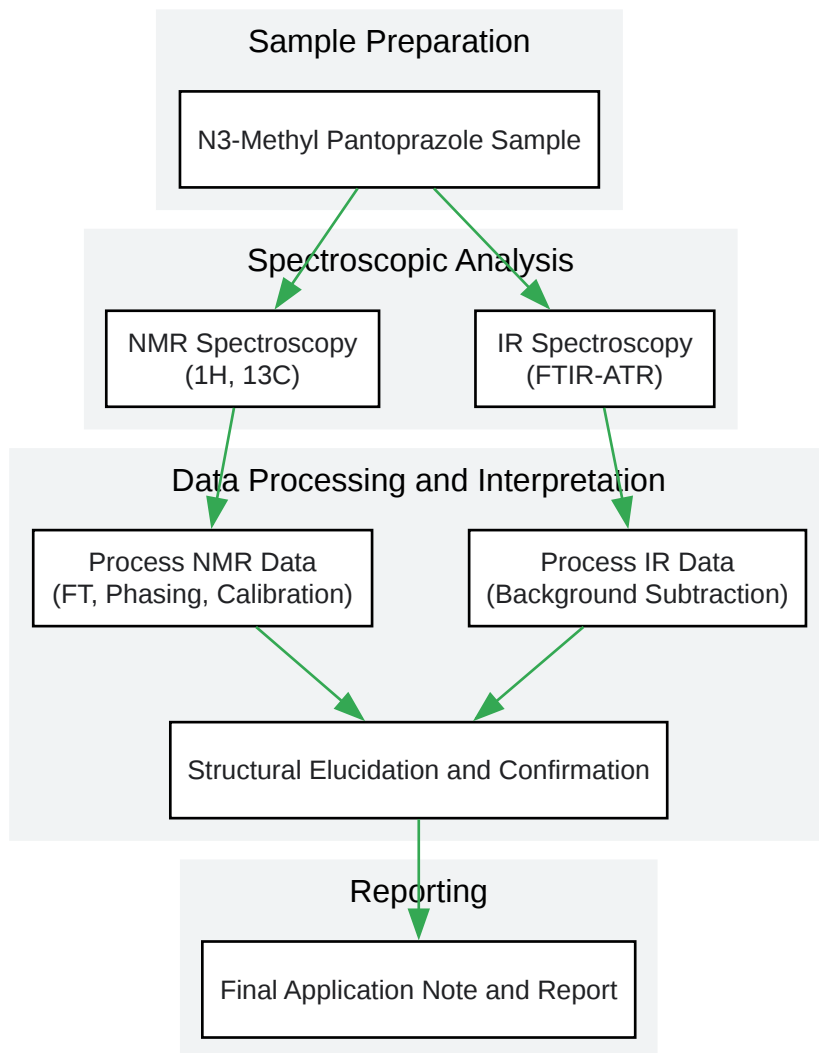 Sample Preparation
N3-Methyl Pantoprazole Sample
Spectroscopic Analysis
NMR Spectroscopy
(1H, 13C)
IR Spectroscopy
(FTIR-ATR)
Data Processing and Interpretation
Process NMR Data
(FT, Phasing, Calibration)
Process IR Data
(Background Subtraction)
Structural Elucidation and Confirmation
Reporting
Final Application Note and Report